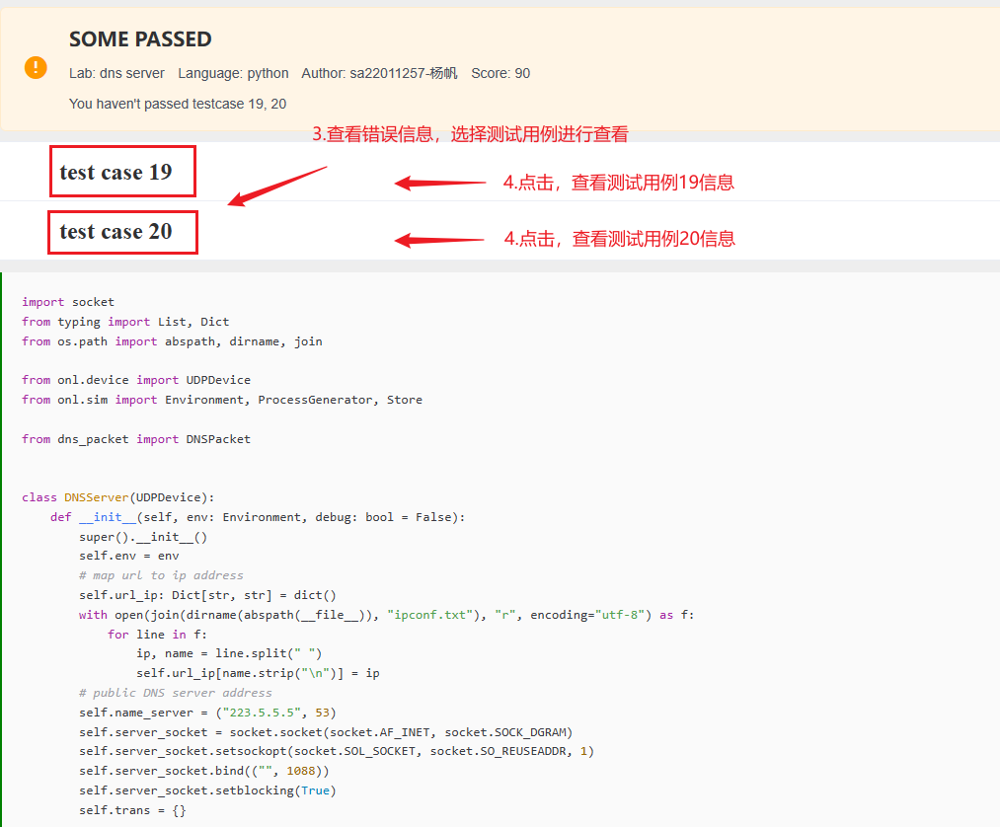 SOME PASSED
!
Lab: dns server Language: python Author: sa22011257-杨帆 Score: 90
You haven't passed testcase 19, 20
3.查看错误信息，选择测试用例进行查看
test case 19
4.点击，查看测试用例19信息
test case 20
4.点击，查看测试用例20信息
import socket
from typing import List, Dict
from os.path import abspath, dirname, join
from onl.device import UDPDevice
from onl.sim import Environment, ProcessGenerator, Store
from dns_packet import DNSPacket
class DNSServer(UDPDevice):
    def __init__(self, env: Environment, debug: bool = False):
        super().__init__()
        self.env = env
        # map url to ip address
        self.url_ip: Dict[str, str] = dict()
        with open(join(dirname(abspath(__file__)), "ipconf.txt"), "r", encoding="utf-8") as f:
            for line in f:
                ip, name = line.split(" ")
                self.url_ip[name.strip("\n")] = ip
        # public DNS server address
        self.name_server = ("223.5.5.5", 53)
        self.server_socket = socket.socket(socket.AF_INET, socket.SOCK_DGRAM)
        self.server_socket.setsockopt(socket.SOL_SOCKET, socket.SO_REUSEADDR, 1)
        self.server_socket.bind(("", 1088))
        self.server_socket.setblocking(True)
        self.trans = {}